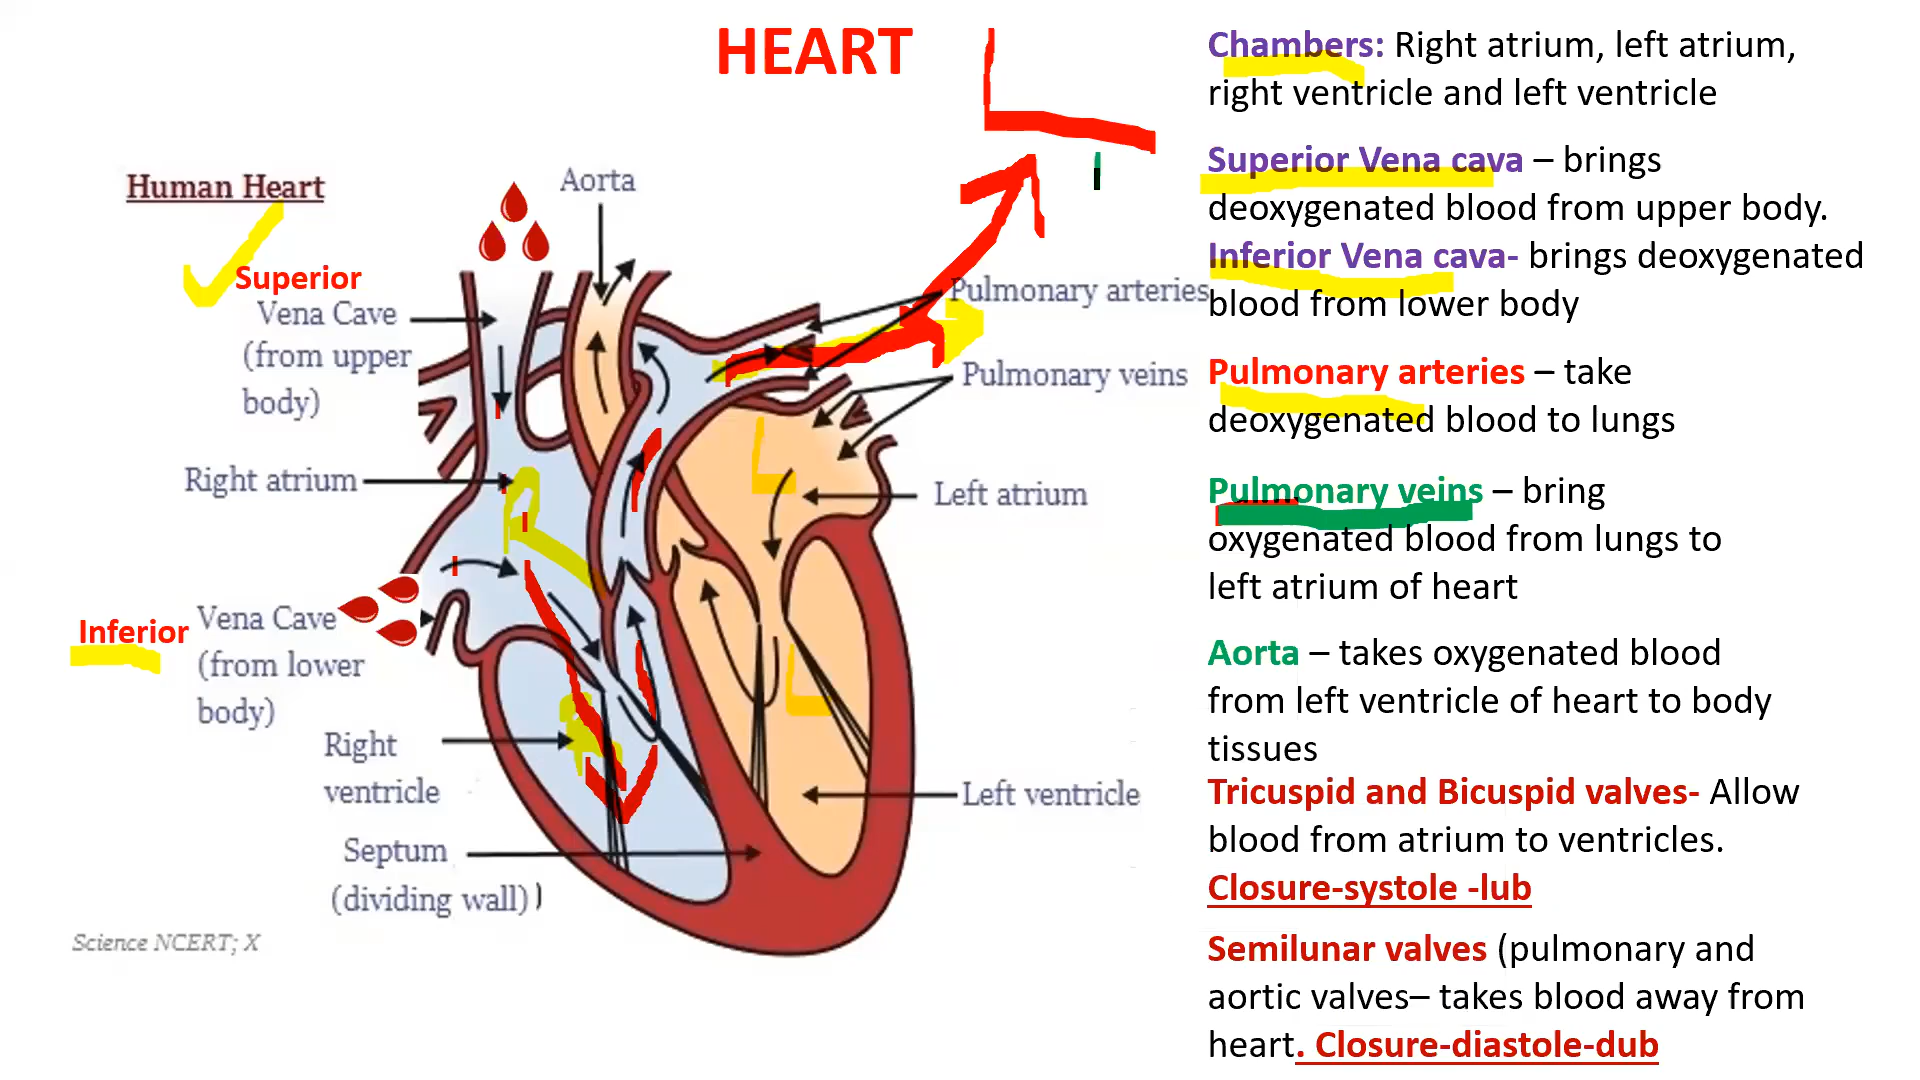 HEART
Human Heart
Superior
Vena Cave
(from upper
body)
Aorta
Pulmonary arteries
Pulmonary veins
Right atrium
Left atrium
Inferior
Vena Cave
(from lower
body)
Right
ventricle
Left ventricle
Septum
(dividing wall) )
Science NCERT; X
L
R
L
R
L
Chambers: Right atrium, left atrium,
right ventricle and left ventricle
Superior Vena cava – brings
deoxygenated blood from upper body.
Inferior Vena cava- brings deoxygenated
blood from lower body
Pulmonary arteries – take
deoxygenated blood to lungs
Pulmonary veins – bring
oxygenated blood from lungs to
left atrium of heart
Aorta – takes oxygenated blood
from left ventricle of heart to body
tissues
Tricuspid and Bicuspid valves- Allow
blood from atrium to ventricles.
Closure-systole -lub
Semilunar valves (pulmonary and
aortic valves– takes blood away from
heart. Closure-diastole-dub